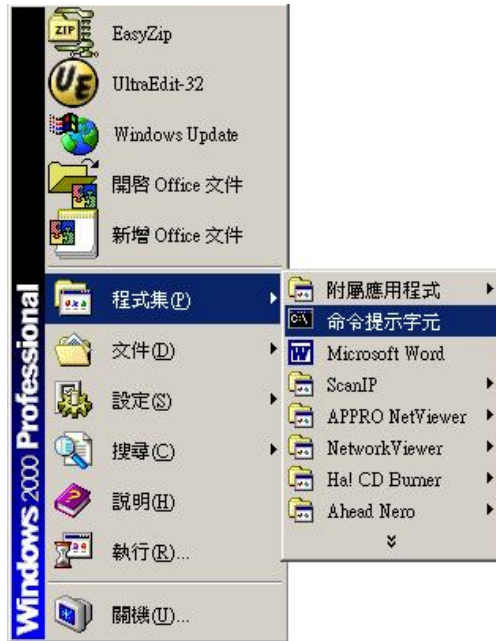 EasyZip
UltraEdit-32
Windows Update
開啓 Office 文件
新增 Office 文件
程式集(P)
文件(D)
設定(S)
搜尋(C)
說明(H)
執行(R)...
關機(U)...
Windows 2000 Professional
附屬應用程式
命令提示字元
Microsoft Word
ScanIP
APPRO NetViewer
NetworkViewer
Ha! CD Burner
Ahead Nero
ZIP
UE
C:\
W